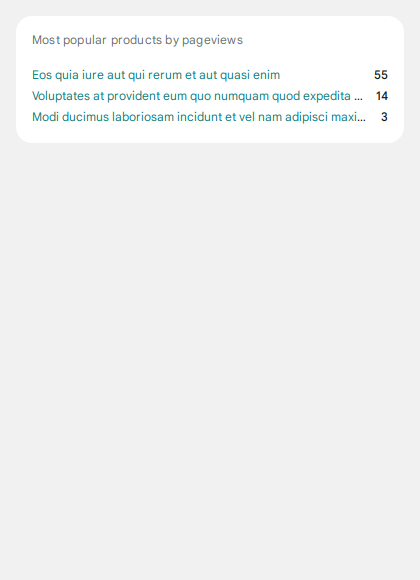 Most popular products by pageviews
Eos quia iure aut qui rerum et aut quasi enim 55
Voluptates at provident eum quo numquam quod expedita ... 14
Modi ducimus laboriosam incidunt et vel nam adipisci maxi... 3